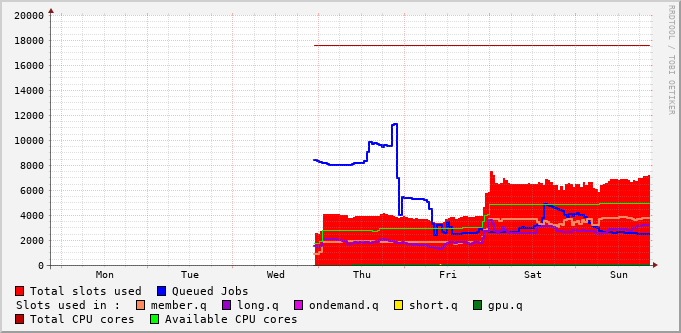 RRDTOOL / TOBI OETIKER
20000
18000
16000
14000
12000
10000
8000
6000
4000
2000
0
Mon Tue Wed Thu Fri Sat Sun
Total slots used Queued Jobs
Slots used in : member.q long.q ondemand.q short.q gpu.q
Total CPU cores Available CPU cores